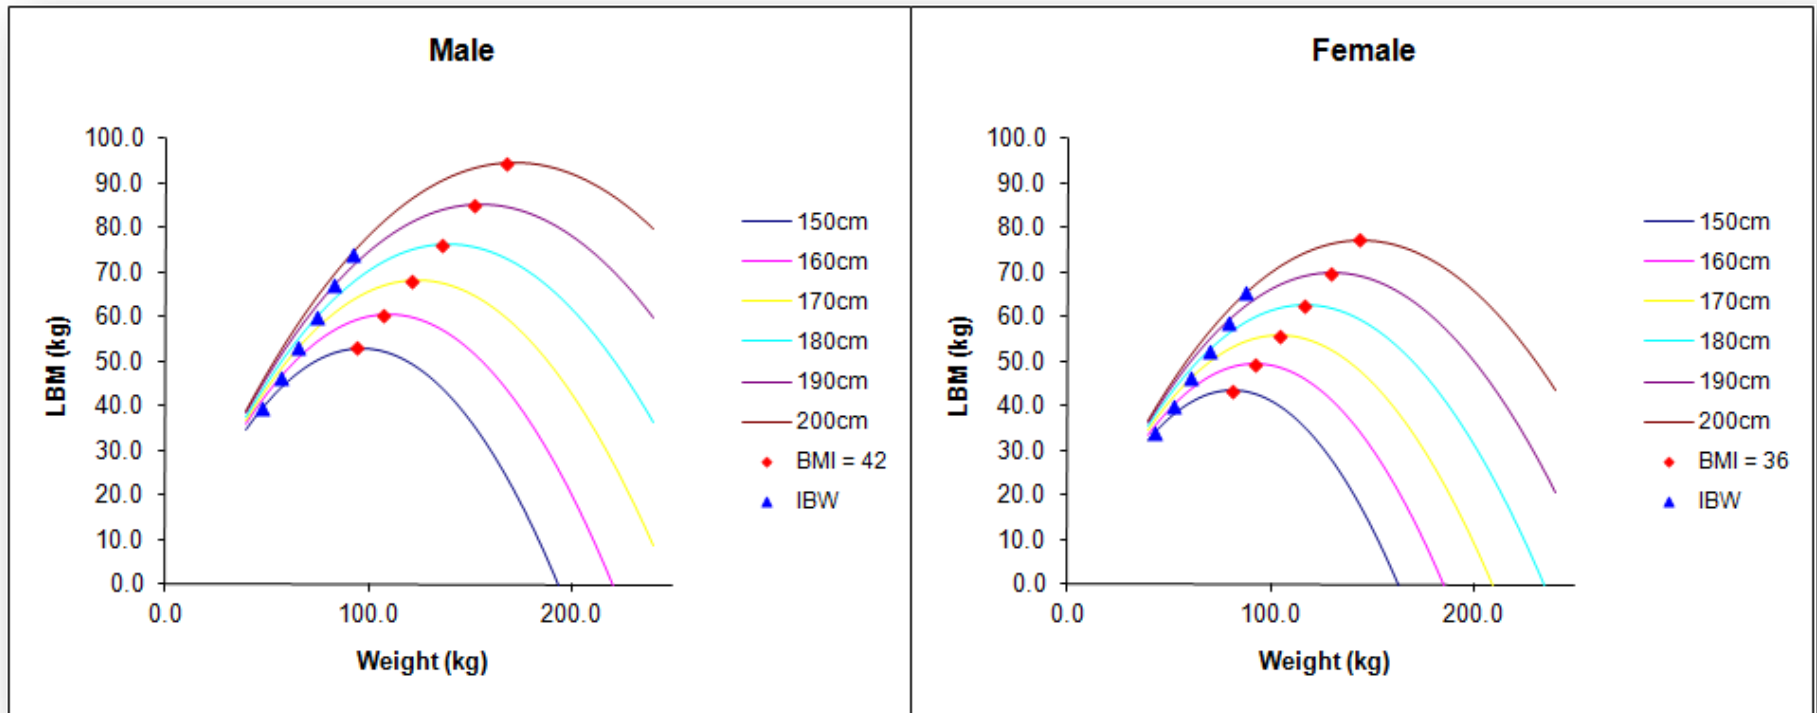 Male
100.0
90.0
80.0
70.0
60.0
50.0
40.0
30.0
20.0
10.0
0.0
0.0 100.0 200.0
LBM (kg)
Weight (kg)
150cm
160cm
170cm
180cm
190cm
200cm
BMI = 42
IBW
Female
100.0
90.0
80.0
70.0
60.0
50.0
40.0
30.0
20.0
10.0
0.0
0.0 100.0 200.0
LBM (kg)
Weight (kg)
150cm
160cm
170cm
180cm
190cm
200cm
BMI = 36
IBW